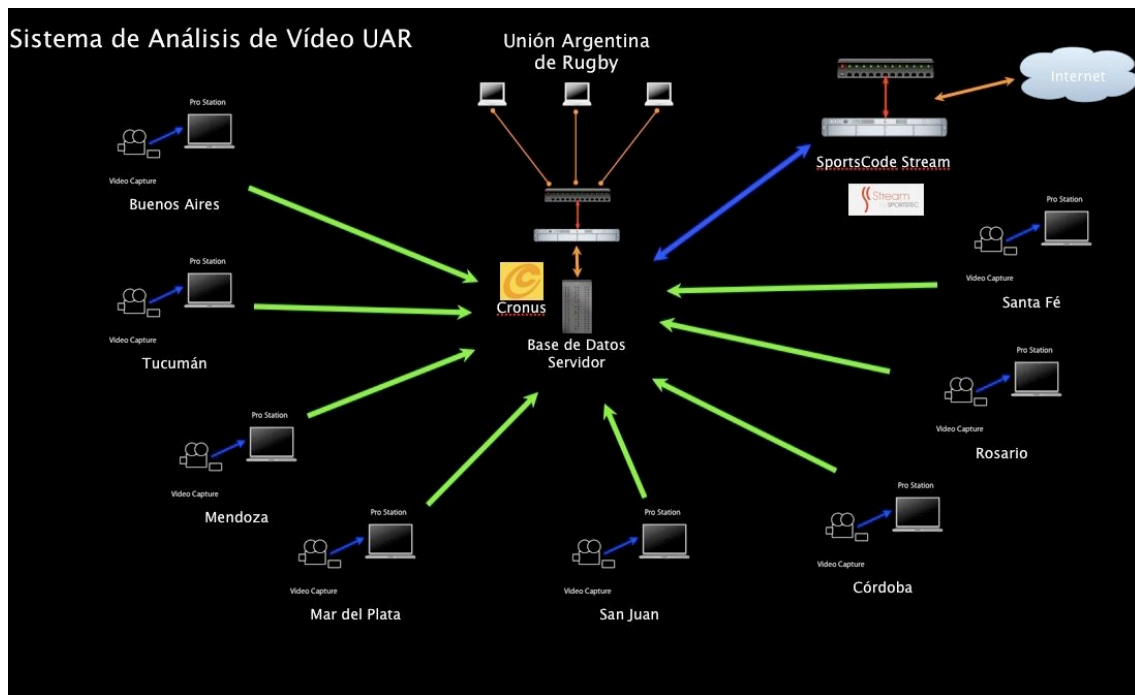 Sistema de Análisis de Vídeo UAR
Unión Argentina
de Rugby
Internet
SportsCode Stream
Stream
SPORTSTEC
Pro Station
Video Capture
Buenos Aires
Pro Station
Video Capture
Tucumán
Pro Station
Video Capture
Mendoza
Pro Station
Video Capture
Mar del Plata
Pro Station
Video Capture
San Juan
Pro Station
Video Capture
Córdoba
Pro Station
Video Capture
Rosario
Pro Station
Video Capture
Santa Fé
Cronus
Base de Datos
Servidor